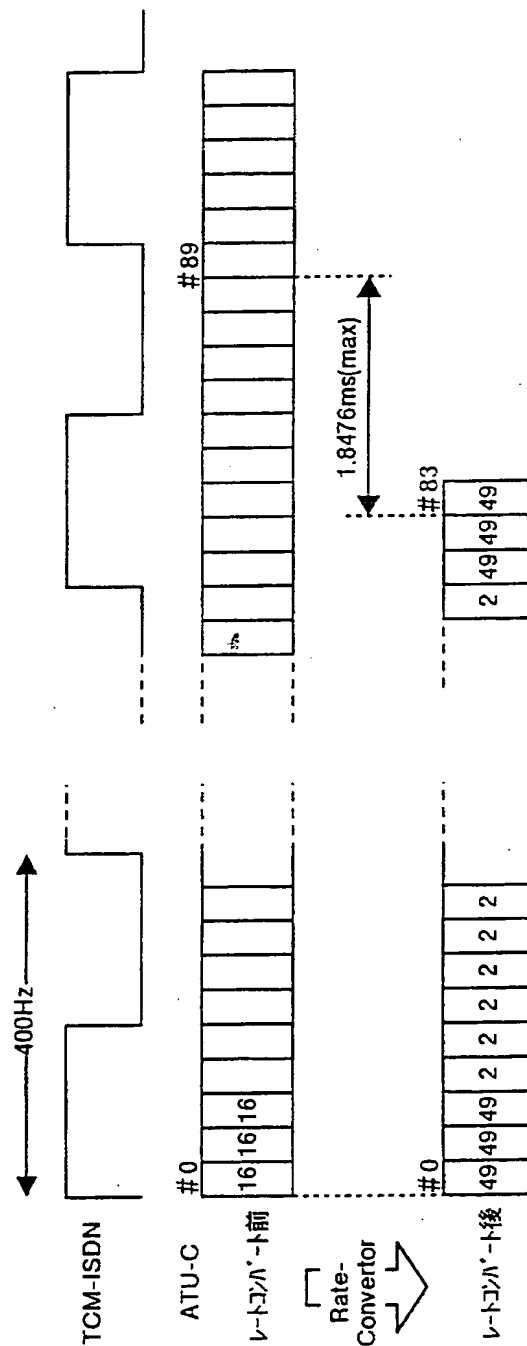 400Hz
TCM-ISDN
ATU-C
#0
#89
レートコンバート前
16 16 16
1.8476ms(max)
Rate-
Convertor
#0
#83
レートコンバート後
49 49 49 2 2 2 2 2 2
2 49 49 49